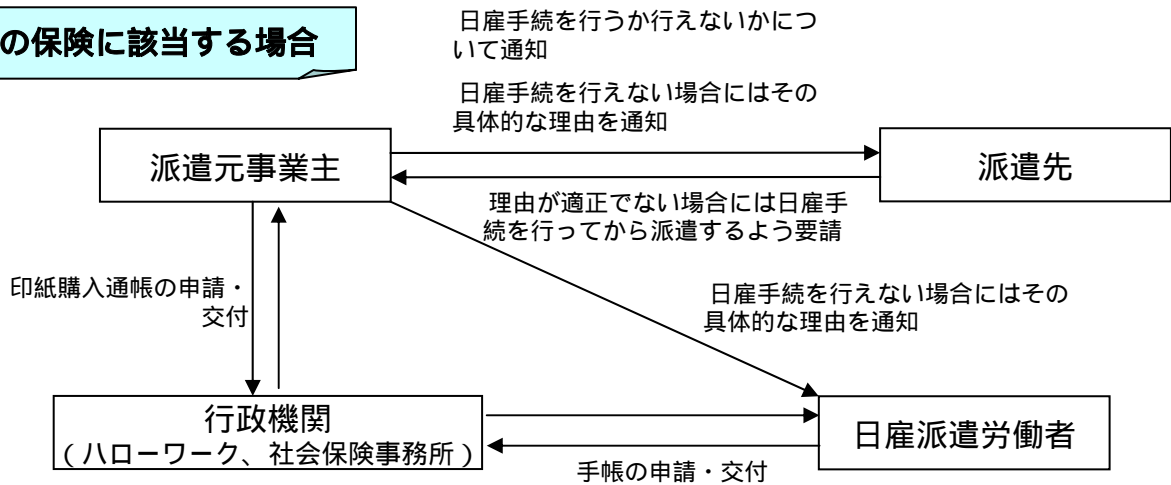 の保険に該当する場合
日雇手続を行うか行えないかにつ
いて通知
日雇手続を行えない場合にはその
具体的な理由を通知
派遣元事業主
派遣先
理由が適正でない場合には日雇手
続を行ってから派遣するよう要請
印紙購入通帳の申請・
交付
日雇手続を行えない場合にはその
具体的な理由を通知
行政機関
(ハローワーク、社会保険事務所)
日雇派遣労働者
手帳の申請・交付